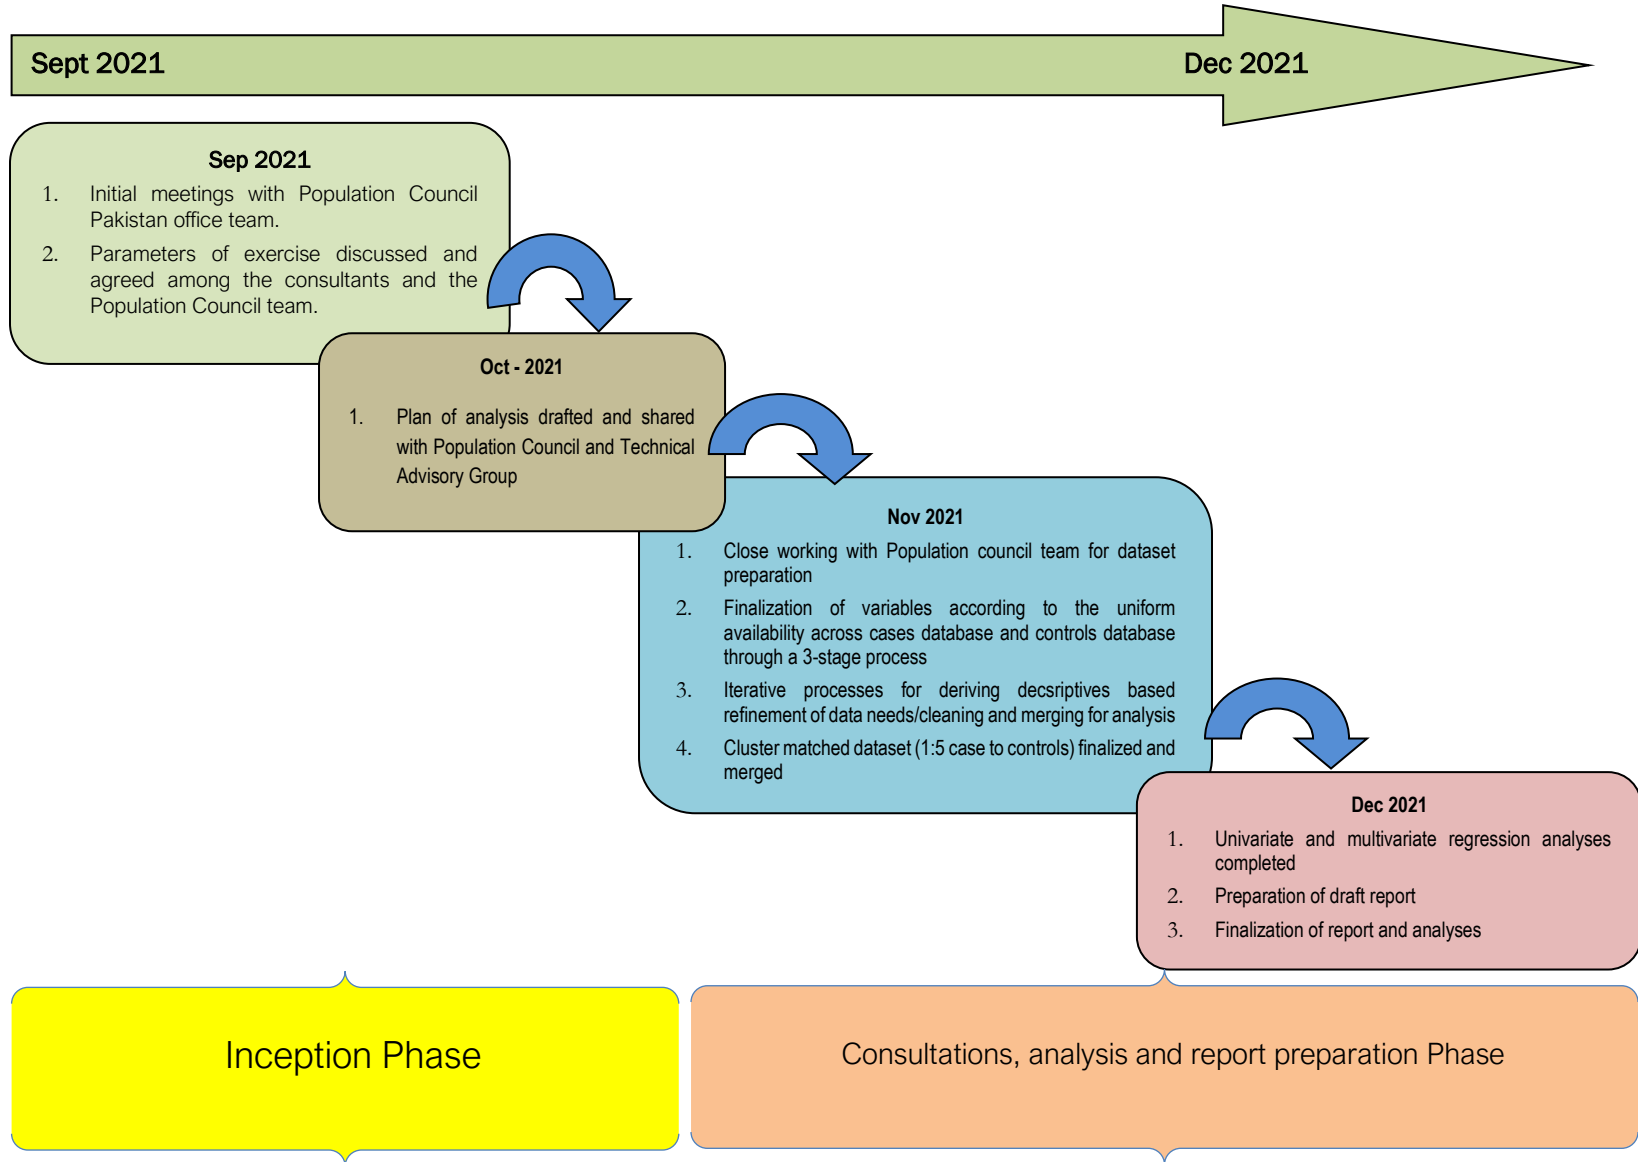 Sept 2021
Dec 2021
Sep 2021
1. Initial meetings with Population Council
Pakistan office team.
2. Parameters of exercise discussed and
agreed among the consultants and the
Population Council team.
Oct - 2021
1. Plan of analysis drafted and shared
with Population Council and Technical
Advisory Group
Nov 2021
1. Close working with Population council team for dataset
preparation
2. Finalization of variables according to the uniform
availability across cases database and controls database
through a 3-stage process
3. Iterative processes for deriving decsriptives based
refinement of data needs/cleaning and merging for analysis
4. Cluster matched dataset (1:5 case to controls) finalized and
merged
Dec 2021
1. Univariate and multivariate regression analyses
completed
2. Preparation of draft report
3. Finalization of report and analyses
Inception Phase
Consultations, analysis and report preparation Phase